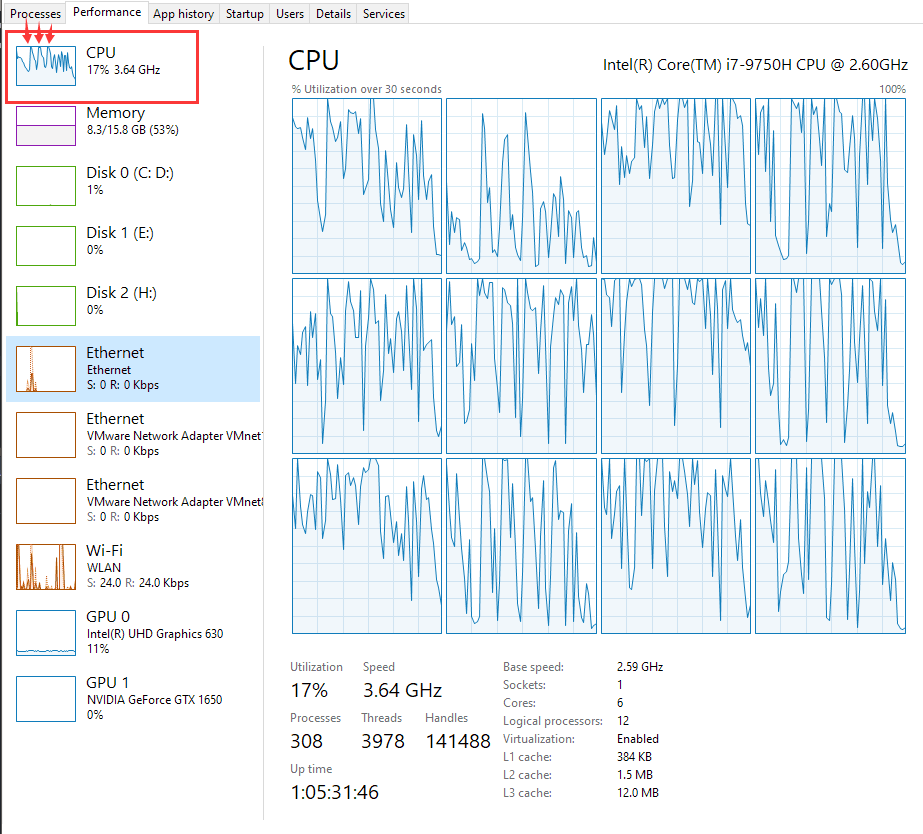 Processes Performance App history Startup Users Details Services
CPU
17% 3.64 GHz
Memory
8.3/15.8 GB (53%)
Disk 0 (C: D:)
1%
Disk 1 (E:)
0%
Disk 2 (H:)
0%
Ethernet
Ethernet
S: 0 R: 0 Kbps
Ethernet
VMware Network Adapter VMnet
S: 0 R: 0 Kbps
Ethernet
VMware Network Adapter VMnet8
S: 0 R: 0 Kbps
Wi-Fi
WLAN
S: 24.0 R: 24.0 Kbps
GPU 0
Intel(R) UHD Graphics 630
11%
GPU 1
NVIDIA GeForce GTX 1650
0%
CPU
Intel(R) Core(TM) i7-9750H CPU @ 2.60GHz
% Utilization over 30 seconds
100%
Utilization Speed
17% 3.64 GHz
Processes Threads Handles
308 3978 141488
Up time
1:05:31:46
Base speed: 2.59 GHz
Sockets: 1
Cores: 6
Logical processors: 12
Virtualization: Enabled
L1 cache: 384 KB
L2 cache: 1.5 MB
L3 cache: 12.0 MB